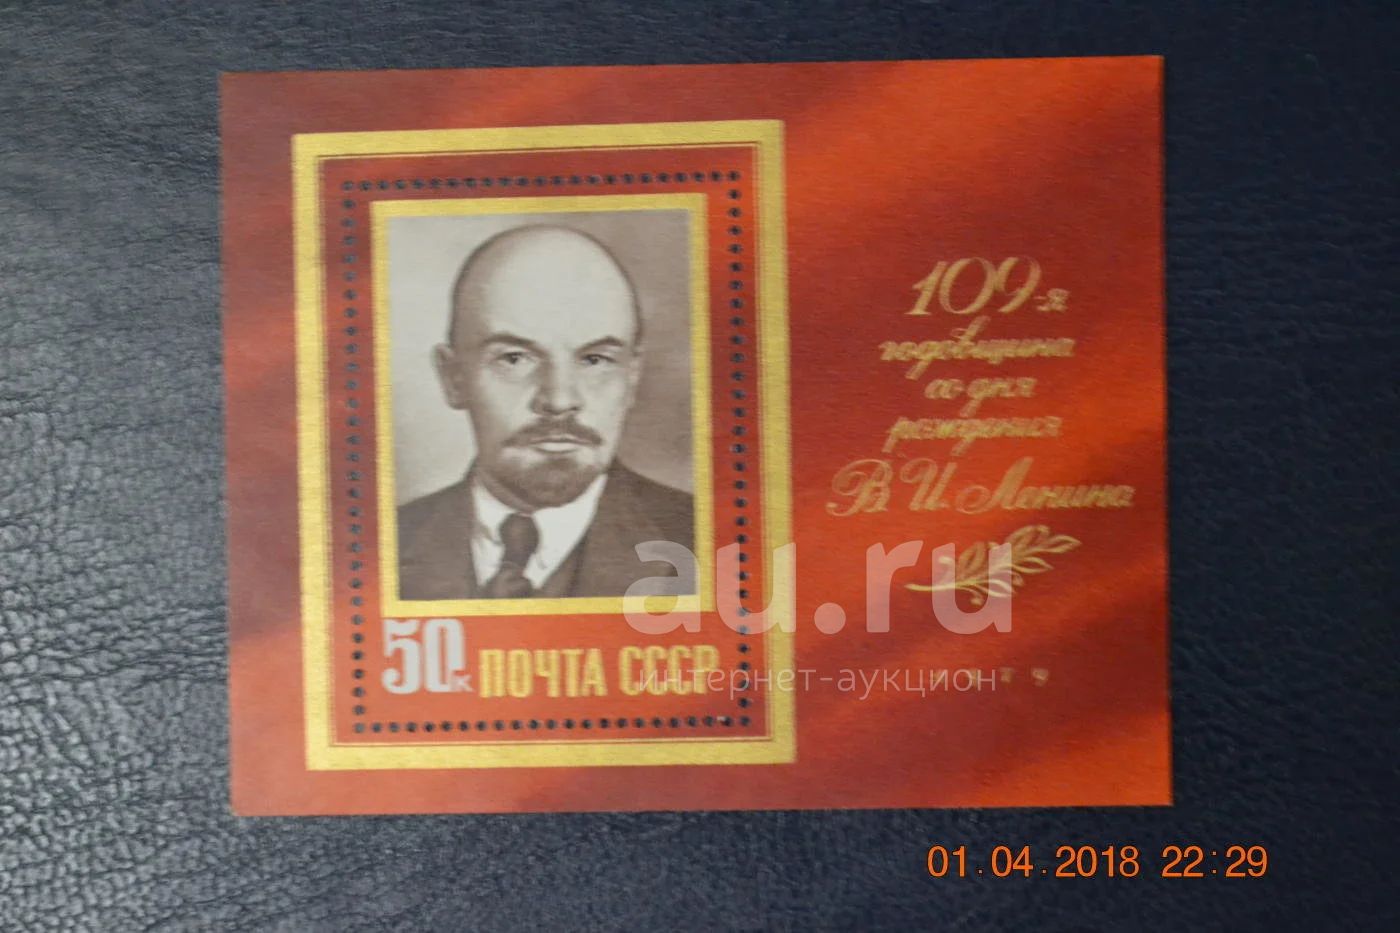 109-я
годовщина
со дня
рождения
В. И. Ленина
50к ПОЧТА СССР
au.ru
интернет-аукцион
01.04.2018 22:29